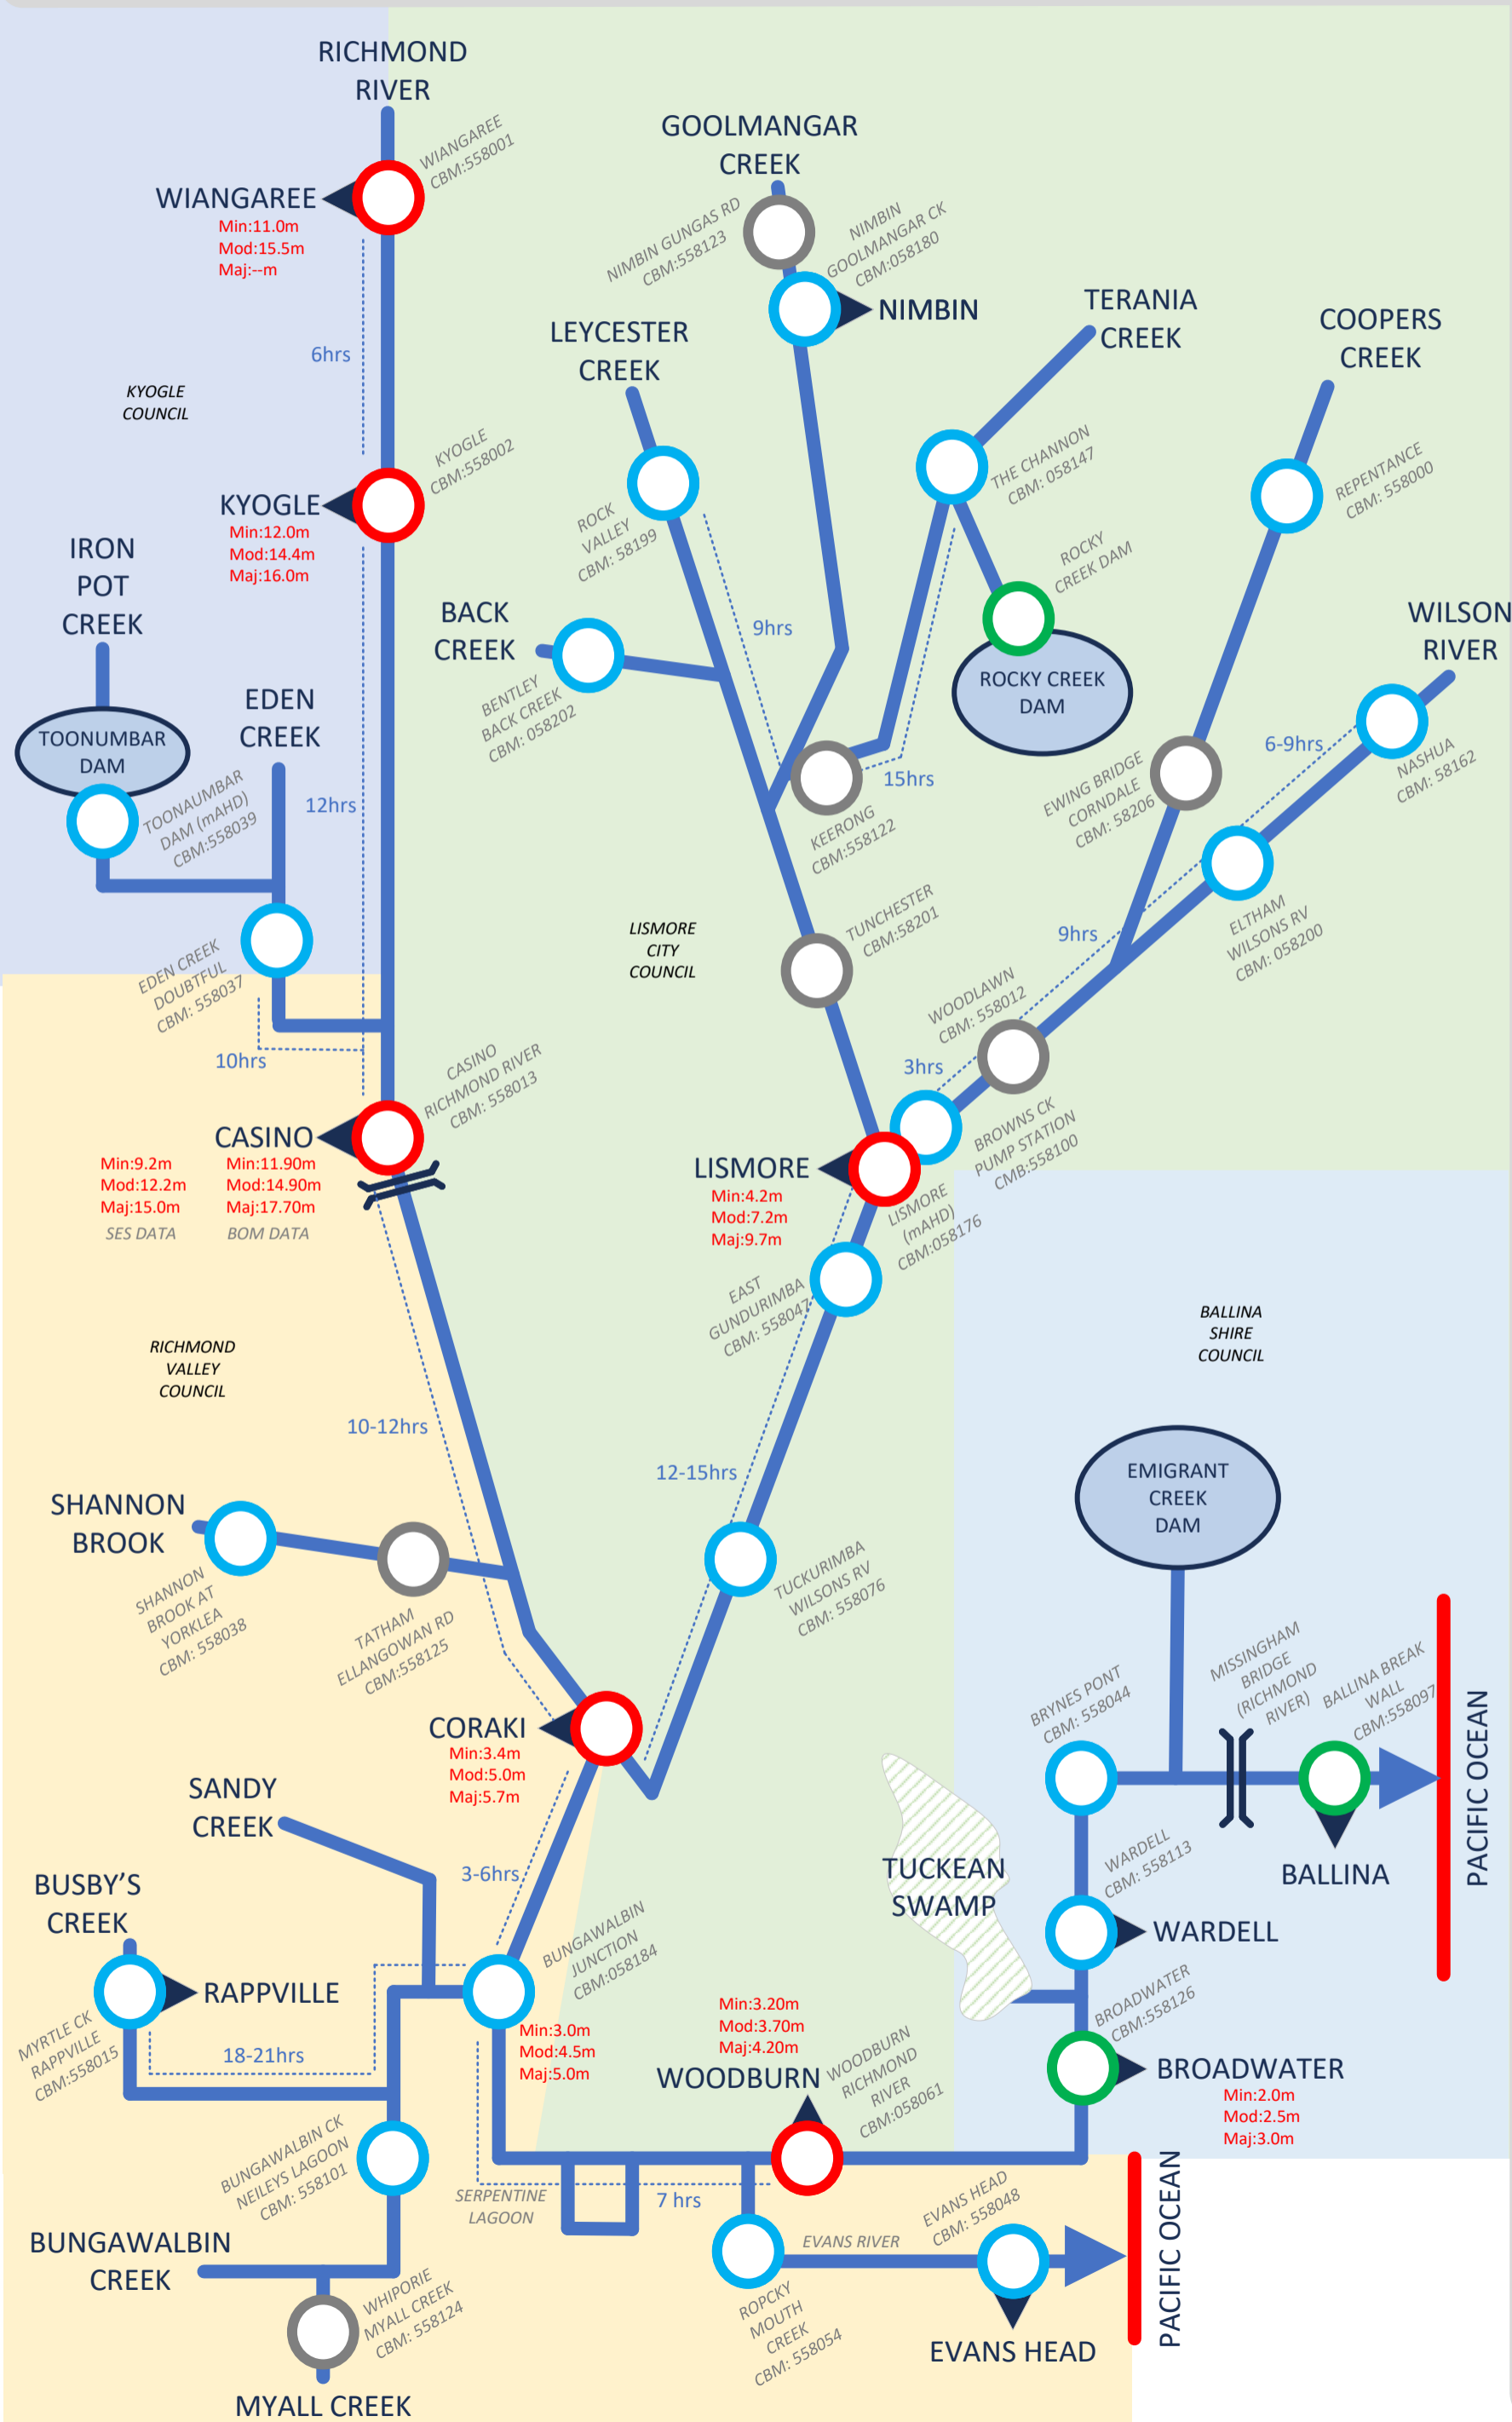 RICHMOND
RIVER
WIANGAREE
CBM:558001
WIANGAREE
Min:11.0m
Mod:15.5m
Maj:--m
6hrs
KYOGLE
COUNCIL
KYOGLE
CBM:558002
KYOGLE
Min:12.0m
Mod:14.4m
Maj:16.0m
IRON
POT
CREEK
TOONUMBAR
DAM
EDEN
CREEK
TOONAUMBAR
DAM (mAHD)
CBM:558039
12hrs
EDEN CREEK
DOUBTFUL
CBM: 558037
10hrs
GOOLMANGAR
CREEK
NIMBIN GUNGAS RD
CBM:558123
NIMBIN
GOOLMANGAR CK
CBM:058180
NIMBIN
LEYCESTER
CREEK
ROCK
VALLEY
CBM: 58199
BACK
CREEK
BENTLEY
BACK CREEK
CBM: 058202
9hrs
TERANIA
CREEK
THE CHANNON
CBM: 058147
ROCKY
CREEK DAM
ROCKY CREEK
DAM
15hrs
KEERONG
CBM:558122
COOPERS
CREEK
REPENTANCE
CBM: 558000
WILSON
RIVER
6-9hrs
NASHUA
CBM: 58162
EWING BRIDGE
CORNDALE
CBM: 58206
ELTHAM
WILSONS RV
CBM: 058200
9hrs
LISMORE
CITY
COUNCIL
TUNCHESTER
CBM:58201
WOODLAWN
CBM: 558012
3hrs
BROWNS CK
PUMP STATION
CMB:558100
CASINO
RICHMOND RIVER
CBM: 558013
CASINO
Min:9.2m
Mod:12.2m
Maj:15.0m
SES DATA
Min:11.90m
Mod:14.90m
Maj:17.70m
BOM DATA
LISMORE
Min:4.2m
Mod:7.2m
Maj:9.7m
LISMORE
(mAHD)
CBM:058176
EAST
GUNDURIMBA
CBM: 558047
RICHMOND
VALLEY
COUNCIL
BALLINA
SHIRE
COUNCIL
10-12hrs
12-15hrs
EMIGRANT
CREEK
DAM
SHANNON
BROOK
SHANNON
BROOK AT
YORKLEA
CBM: 558038
TATHAM
ELLANGOWAN RD
CBM:558125
TUCKURIMBA
WILSONS RV
CBM: 558076
CORAKI
Min:3.4m
Mod:5.0m
Maj:5.7m
BRYNES PONT
CBM: 558044
MISSINGHAM
BRIDGE
(RICHMOND
RIVER)
BALLINA BREAK
WALL
CBM:558097
PACIFIC OCEAN
BALLINA
SANDY
CREEK
3-6hrs
BUSBY'S
CREEK
RAPPVILLE
MYRTLE CK
RAPPVILLE
CBM:558015
18-21hrs
BUNGAWALBIN
JUNCTION
CBM:058184
Min:3.0m
Mod:4.5m
Maj:5.0m
TUCKEAN
SWAMP
WARDELL
CBM: 558113
WARDELL
BROADWATER
CBM:558126
BROADWATER
Min:2.0m
Mod:2.5m
Maj:3.0m
Min:3.20m
Mod:3.70m
Maj:4.20m
WOODBURN
WOODBURN
RICHMOND
RIVER
CBM:058061
BUNGAWALBIN CK
NEILEYS LAGOON
CBM: 558101
SERPENTINE
LAGOON
7 hrs
BUNGAWALBIN
CREEK
WHIPORIE
MYALL CREEK
CBM: 558124
MYALL CREEK
ROPCKY
MOUTH
CREEK
CBM: 558054
EVANS RIVER
EVANS HEAD
CBM: 558048
EVANS HEAD
PACIFIC OCEAN